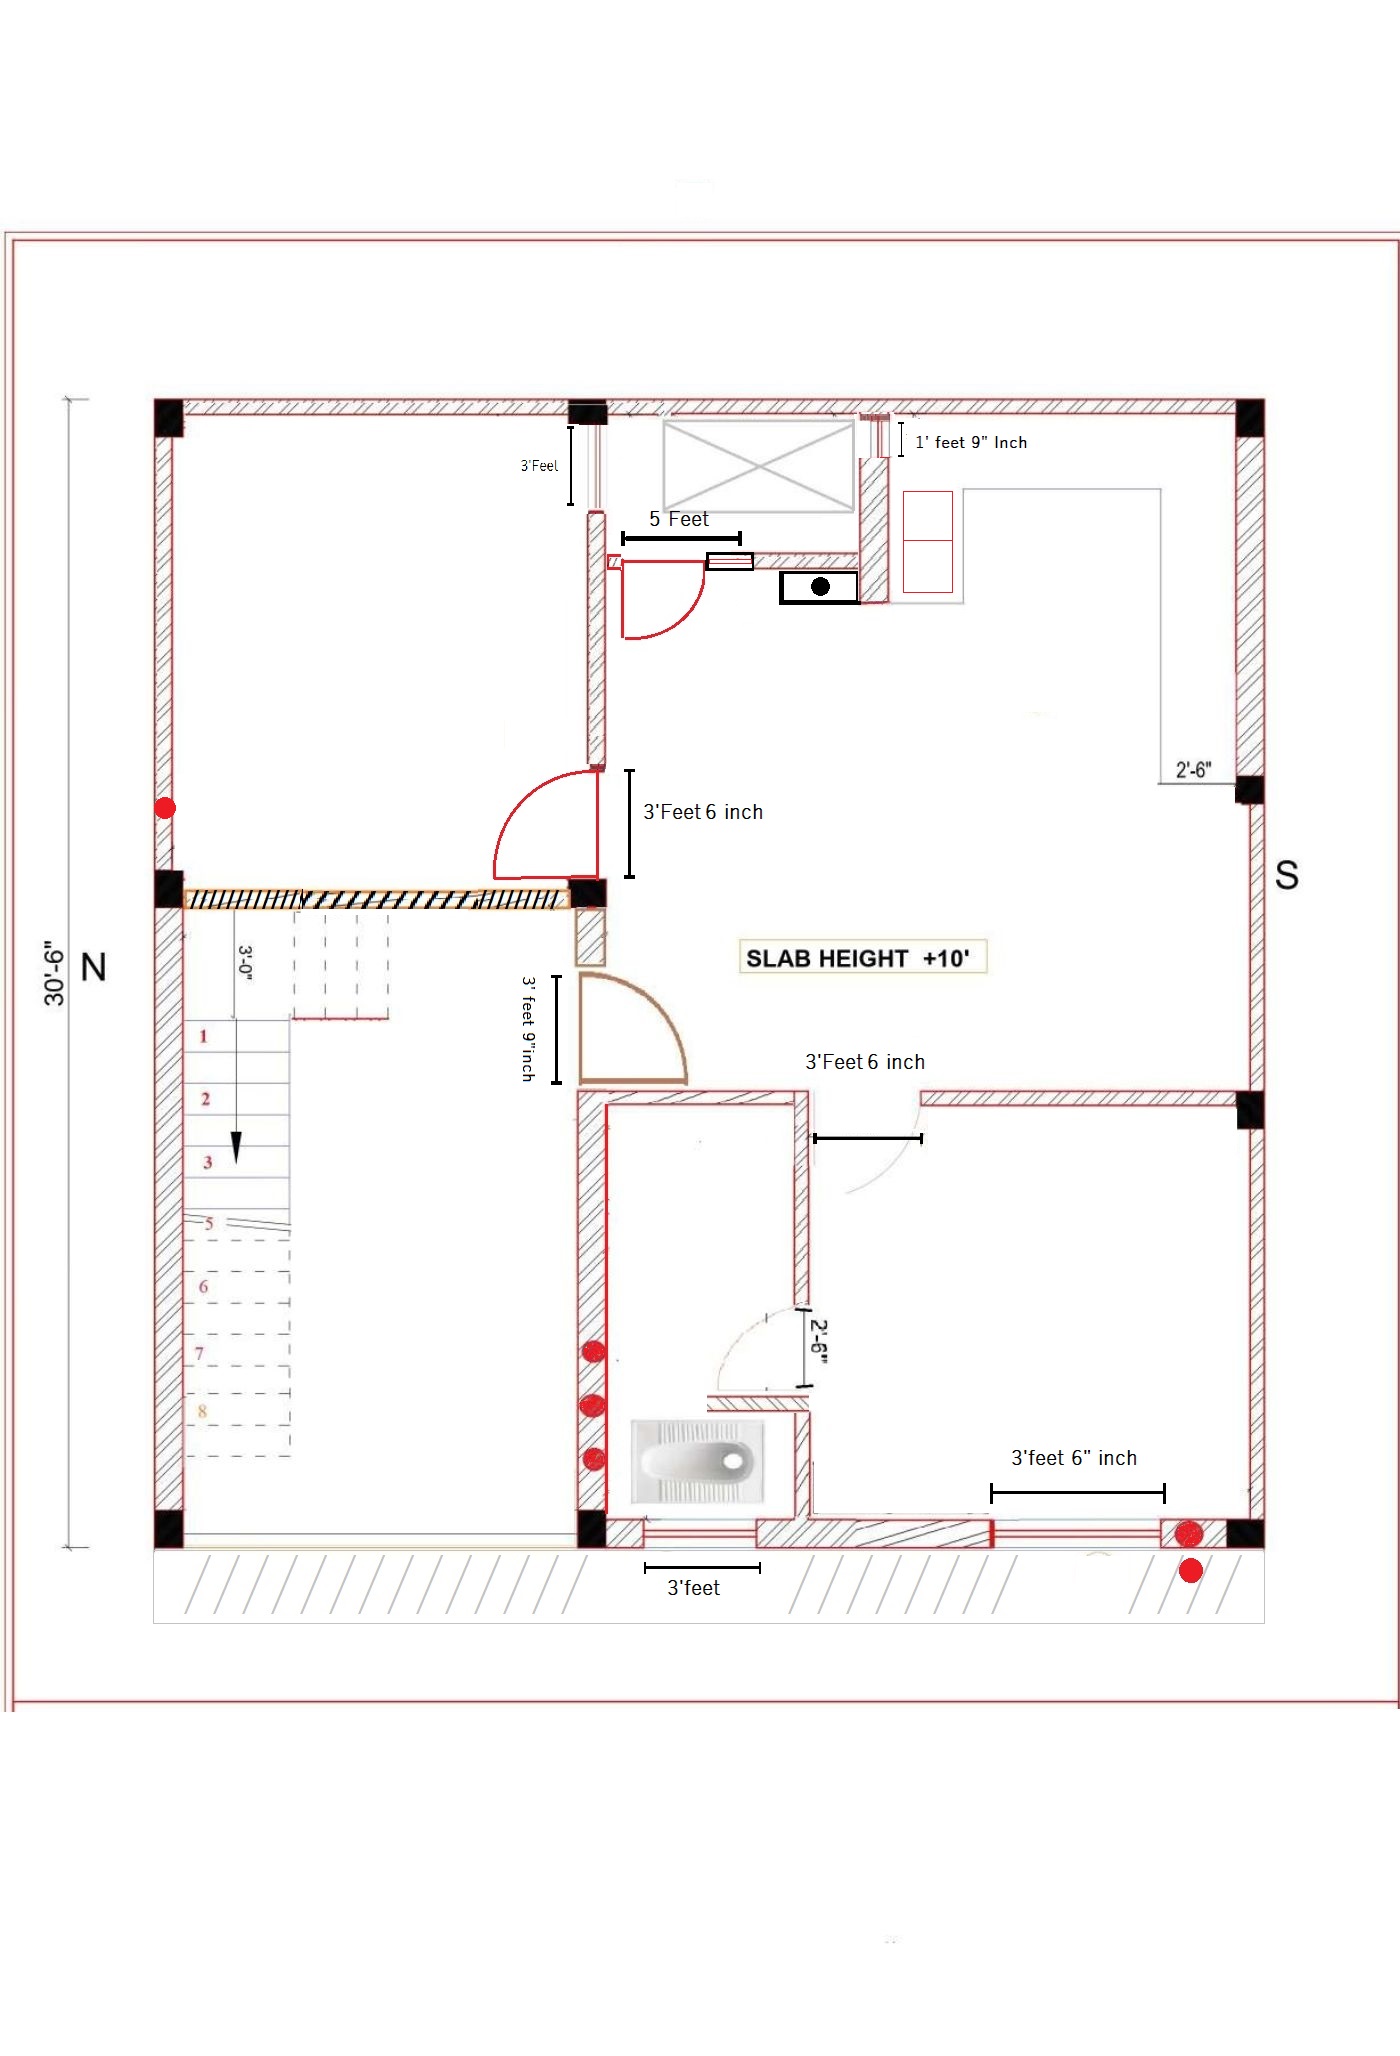 3'Feel
1' feet 9" Inch
5 Feet
2'-6"
3'Feet 6 inch
S
30'-6"
N
3'-0"
SLAB HEIGHT +10'
3' feet 9"inch
1
3'Feet 6 inch
2
3
5
6
2'-6"
7
8
3'feet 6" inch
3'feet